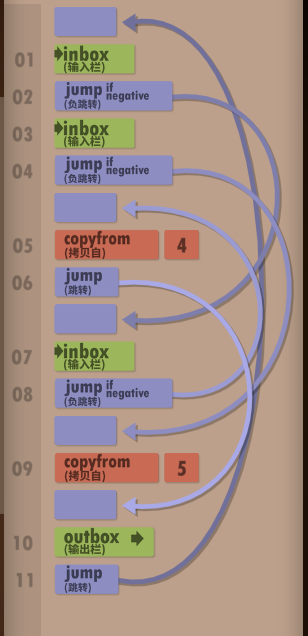 01 inbox
(输入栏)
02 jump if negative
(负跳转)
03 inbox
(输入栏)
04 jump if negative
(负跳转)
05 copyfrom 4
(拷贝自)
06 jump
(跳转)
07 inbox
(输入栏)
08 jump if negative
(负跳转)
09 copyfrom 5
(拷贝自)
10 outbox
(输出栏)
11 jump
(跳转)